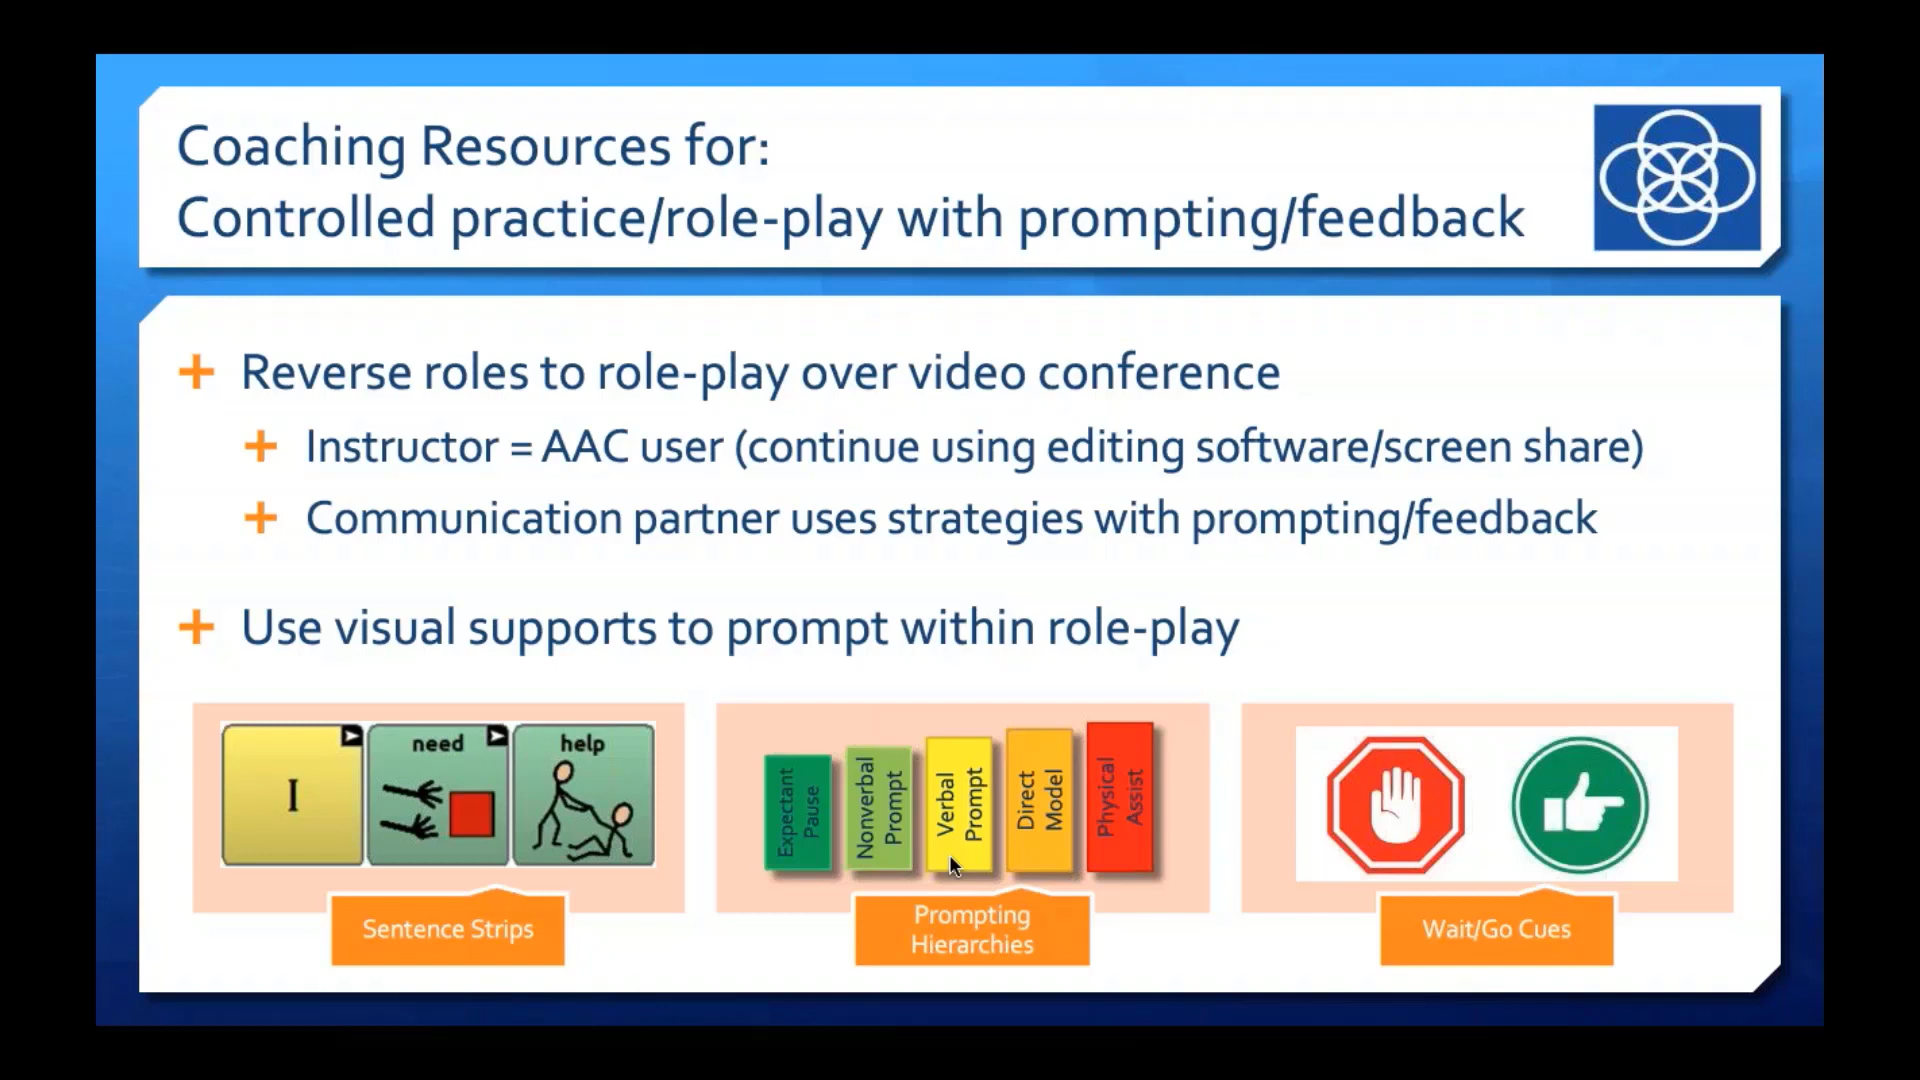 Coaching Resources for:
Controlled practice/role-play with prompting/feedback
Reverse roles to role-play over video conference
Instructor = AAC user (continue using editing software/screen share)
Communication partner uses strategies with prompting/feedback
Use visual supports to prompt within role-play
I
need
help
Sentence Strips
Expectant
Pause
Nonverbal
Prompt
Verbal
Prompt
Direct
Model
Physical
Assist
Prompting
Hierarchies
Wait/Go Cues